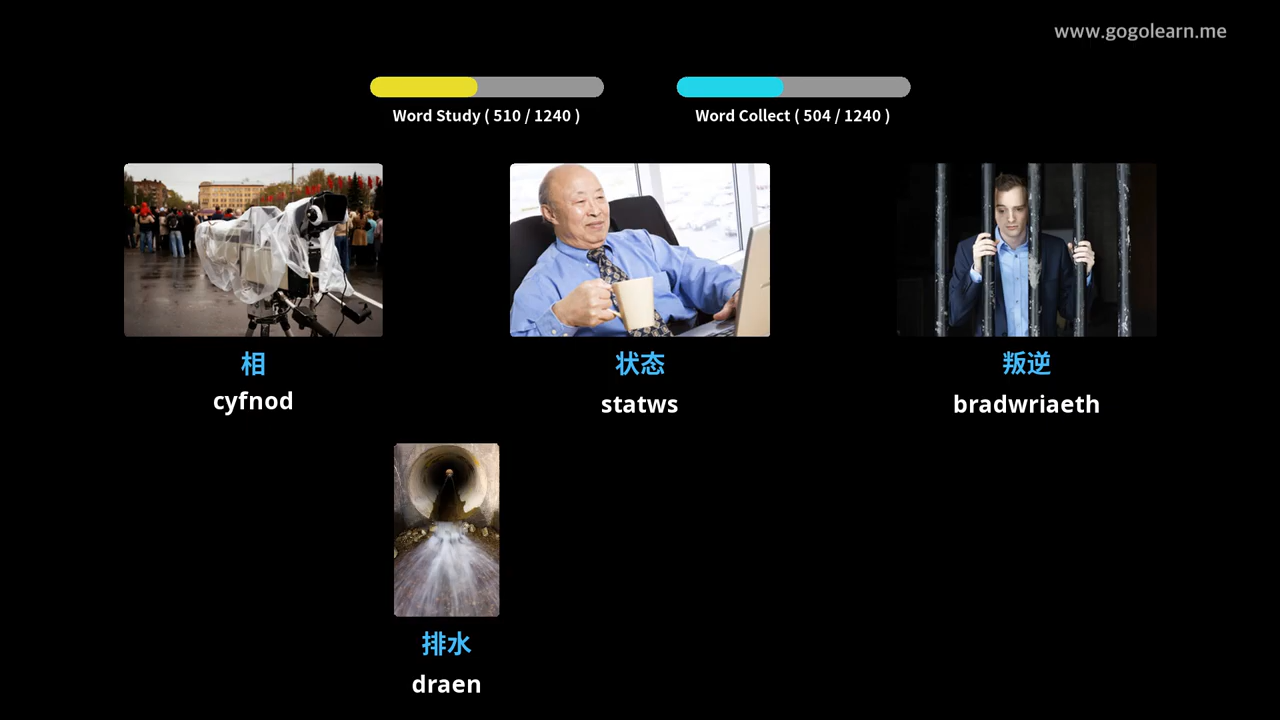 www.gogolearn.me
Word Study ( 510 / 1240 )
Word Collect ( 504 / 1240 )
相
cyfnod
状态
statws
叛逆
bradwriaeth
排水
draen